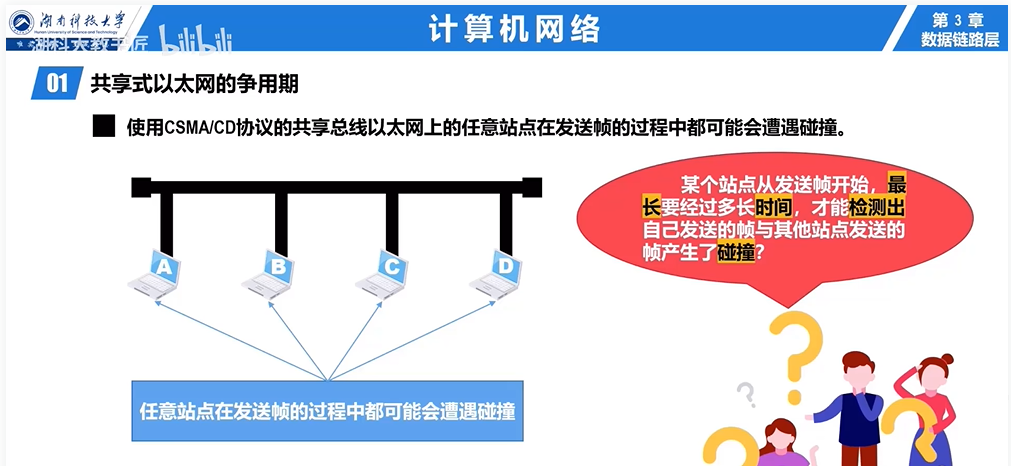 湖南科技大学
Hunan University of Science and Technology
湖科大教书匠 bilibili
计算机网络
第 3 章
数据链路层
01 共享式以太网的争用期
使用CSMA/CD协议的共享总线以太网上的任意站点在发送帧的过程中都可能会遭遇碰撞。
某个站点从发送帧开始，最
长要经过多长时间，才能检测出
自己发送的帧与其他站点发送的
帧产生了碰撞？
A B C D
任意站点在发送帧的过程中都可能会遭遇碰撞